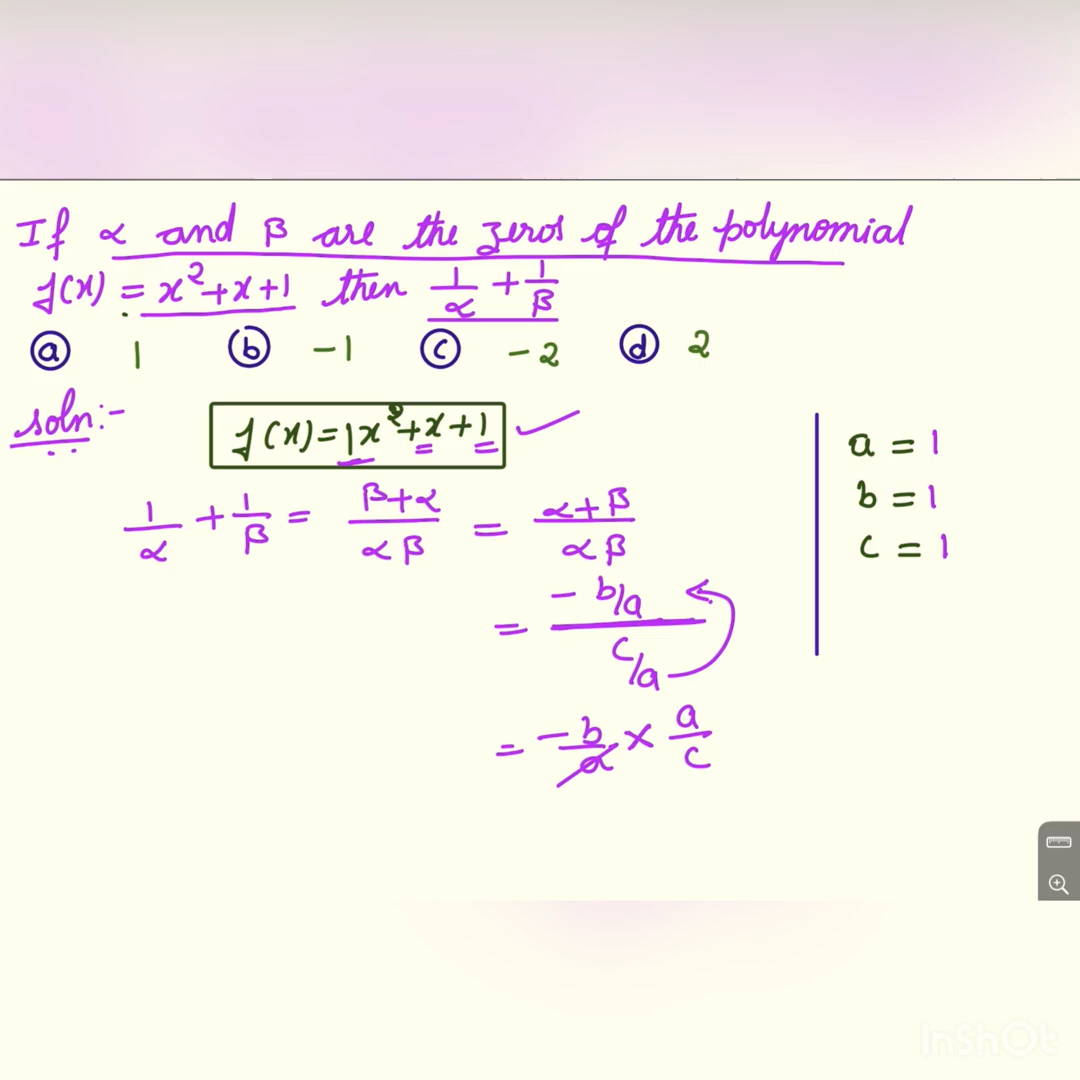 If α and β are the zeros of the polynomial
f(x) = x²+x+1 then 1/α + 1/β
ⓐ 1 ⓑ -1 ⓒ -2 ⓓ 2
soln:-
f(x)=1x²+x+1
a = 1
b = 1
c = 1
1/α + 1/β = (β+α)/(αβ) = (α+β)/(αβ)
= (-b/a)/(c/a)
= -b/a × a/c
InShOt